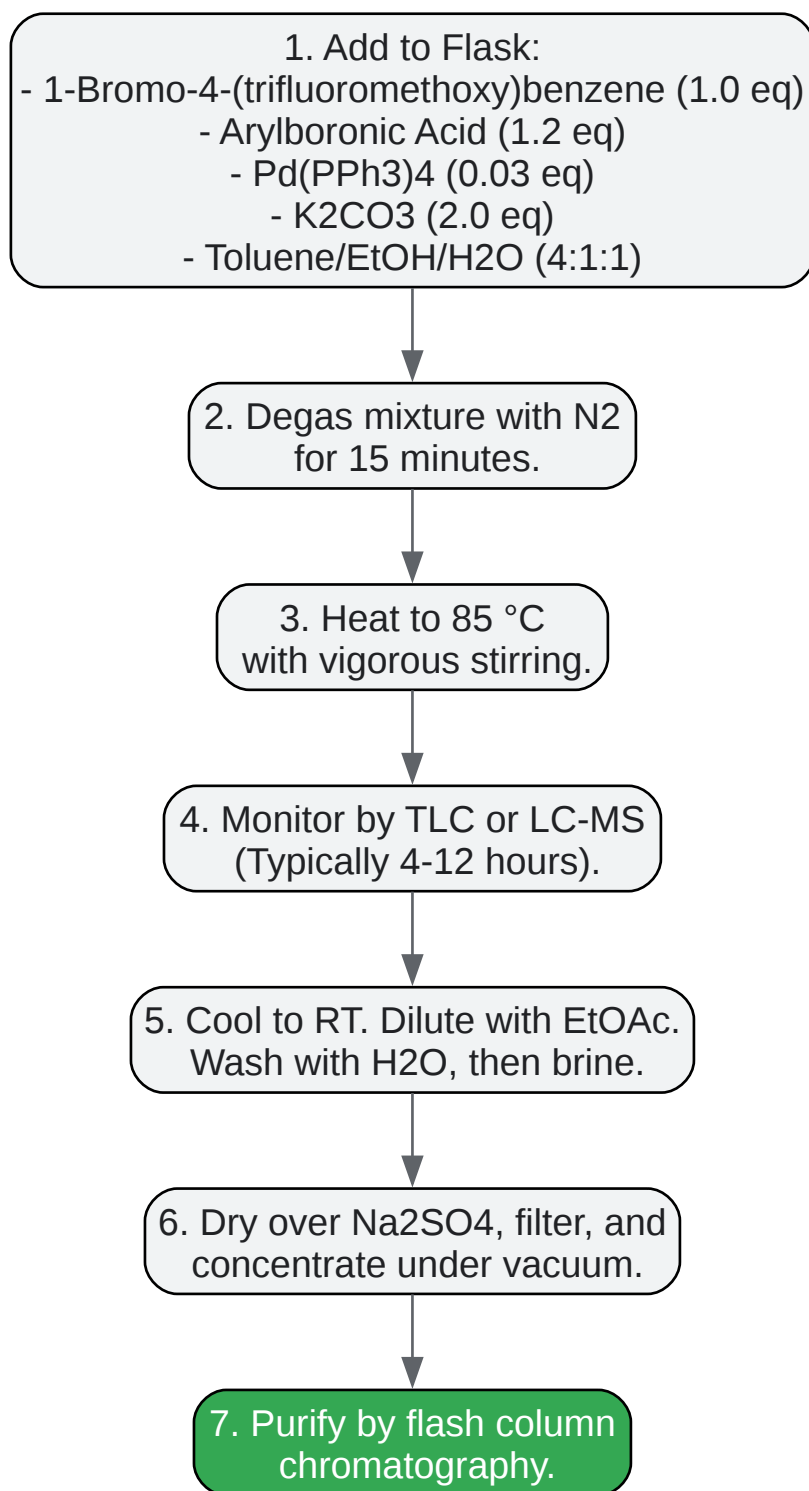 1. Add to Flask:
- 1-Bromo-4-(trifluoromethoxy)benzene (1.0 eq)
- Arylboronic Acid (1.2 eq)
- Pd(PPh3)4 (0.03 eq)
- K2CO3 (2.0 eq)
- Toluene/EtOH/H2O (4:1:1)
2. Degas mixture with N2
for 15 minutes.
3. Heat to 85 °C
with vigorous stirring.
4. Monitor by TLC or LC-MS
(Typically 4-12 hours).
5. Cool to RT. Dilute with EtOAc.
Wash with H2O, then brine.
6. Dry over Na2SO4, filter, and
concentrate under vacuum.
7. Purify by flash column
chromatography.